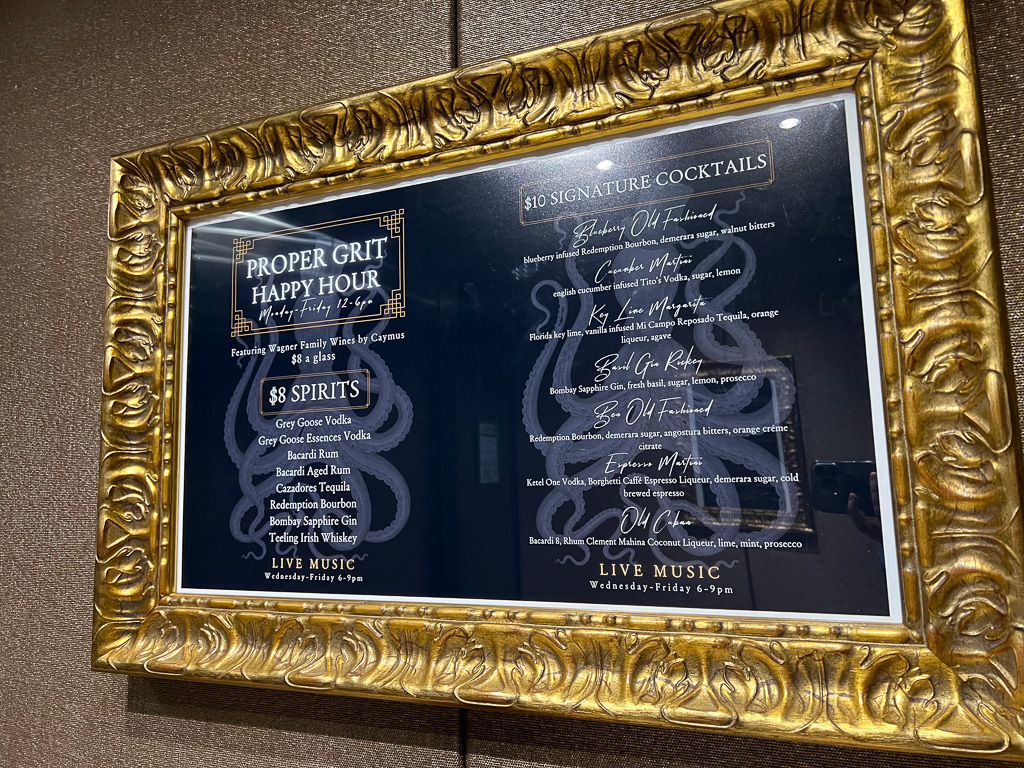 PROPER GRIT
HAPPY HOUR
Monday-Friday 12-6pm
Featuring Wagner Family Wines by Caymus
$8 a glass
$8 SPIRITS
Grey Goose Vodka
Grey Goose Essences Vodka
Bacardi Rum
Bacardi Aged Rum
Cazadores Tequila
Redemption Bourbon
Bombay Sapphire Gin
Teeling Irish Whiskey
LIVE MUSIC
Wednesday-Friday 6-9pm
$10 SIGNATURE COCKTAILS
Blueberry Old Fashioned
blueberry infused Redemption Bourbon, demerara sugar, walnut bitters
Cucumber Martini
english cucumber infused Tito's Vodka, sugar, lemon
Key Lime Margarita
Florida key lime, vanilla infused Mi Campo Reposado Tequila, orange
liqueur, agave
Basil Gin Rickey
Bombay Sapphire Gin, fresh basil, sugar, lemon, prosecco
Ben Old Fashioned
Redemption Bourbon, demerara sugar, angostura bitters, orange créme
citrate
Espresso Martini
Ketel One Vodka, Borghetti Caffé Espresso Liqueur, demerara sugar, cold
brewed espresso
Old Cuban
Bacardi 8, Rhum Clement Mahina Coconut Liqueur, lime, mint, prosecco
LIVE MUSIC
Wednesday-Friday 6-9pm